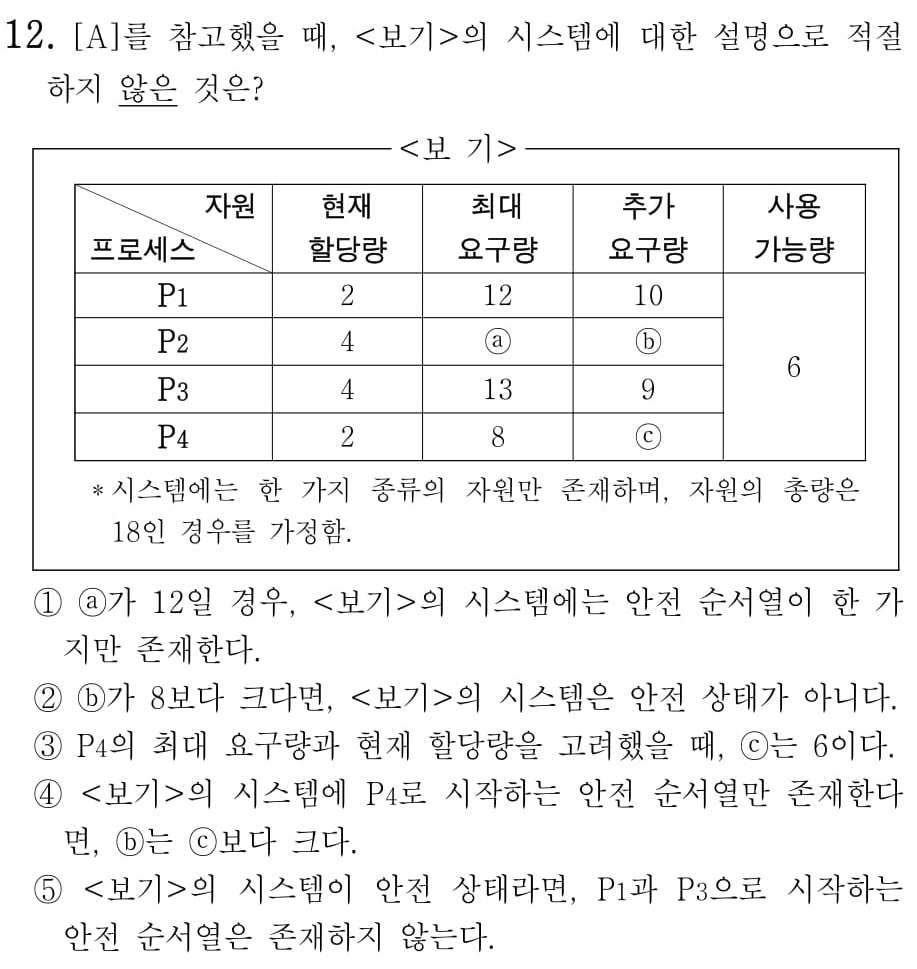 12. [A]를 참고했을 때, <보기>의 시스템에 대한 설명으로 적절
하지 않은 것은?
<보 기>
자원 현재 최대 추가 사용
프로세스 할당량 요구량 요구량 가능량
P1 2 12 10
P2 4 ⓐ ⓑ
6
P3 4 13 9
P4 2 8 ⓒ
* 시스템에는 한 가지 종류의 자원만 존재하며, 자원의 총량은
18인 경우를 가정함.
① ⓐ가 12일 경우, <보기>의 시스템에는 안전 순서열이 한 가
지만 존재한다.
② ⓑ가 8보다 크다면, <보기>의 시스템은 안전 상태가 아니다.
③ P4의 최대 요구량과 현재 할당량을 고려했을 때, ⓒ는 6이다.
④ <보기>의 시스템에 P4로 시작하는 안전 순서열만 존재한다
면, ⓑ는 ⓒ보다 크다.
⑤ <보기>의 시스템이 안전 상태라면, P1과 P3으로 시작하는
안전 순서열은 존재하지 않는다.